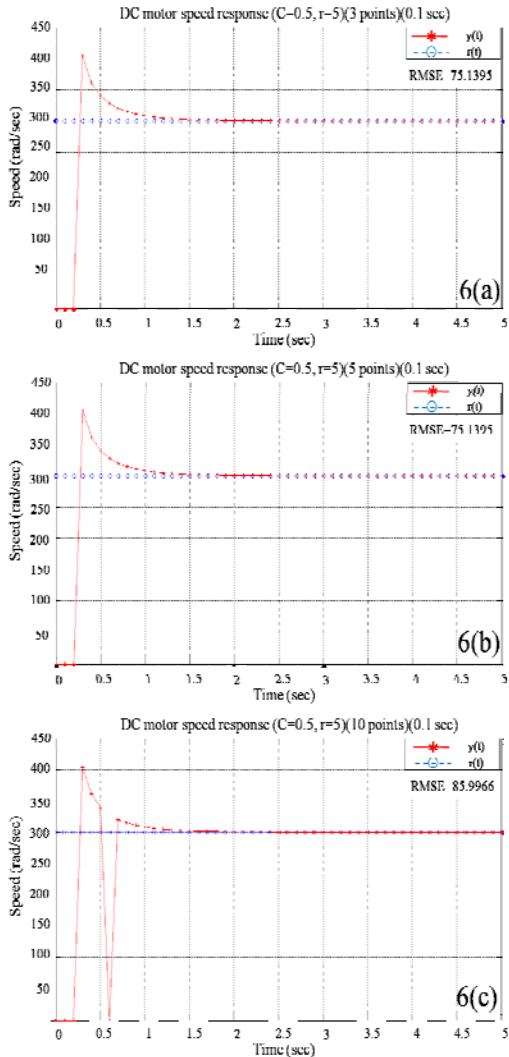 DC motor speed response (C–0.5, r–5)(3 points)(0.1 sec)
450
400
350
300
250
200
150
100
50
Speed (rad/sec)
y(t)
r(t)
RMSE 75.1395
6(a)
0 0.5 1 1.5 2 2.5 3 3.5 4 4.5 5
Time (sec)
DC motor speed response (C=0.5, r=5)(5 points)(0.1 sec)
450
400
350
300
250
200
150
100
50
Speed (rad/sec)
y(t)
r(t)
RMSE–75.1395
6(b)
0 0.5 1 1.5 2 2.5 3 3.5 4 4.5 5
Time (sec)
DC motor speed response (C=0.5, r=5)(10 points)(0.1 sec)
450
400
350
300
250
200
150
100
50
Speed (rad/sec)
y(t)
r(t)
RMSE 85.9966
6(c)
0 0.5 1 1.5 2 2.5 3 3.5 4 4.5 5
Time (sec)